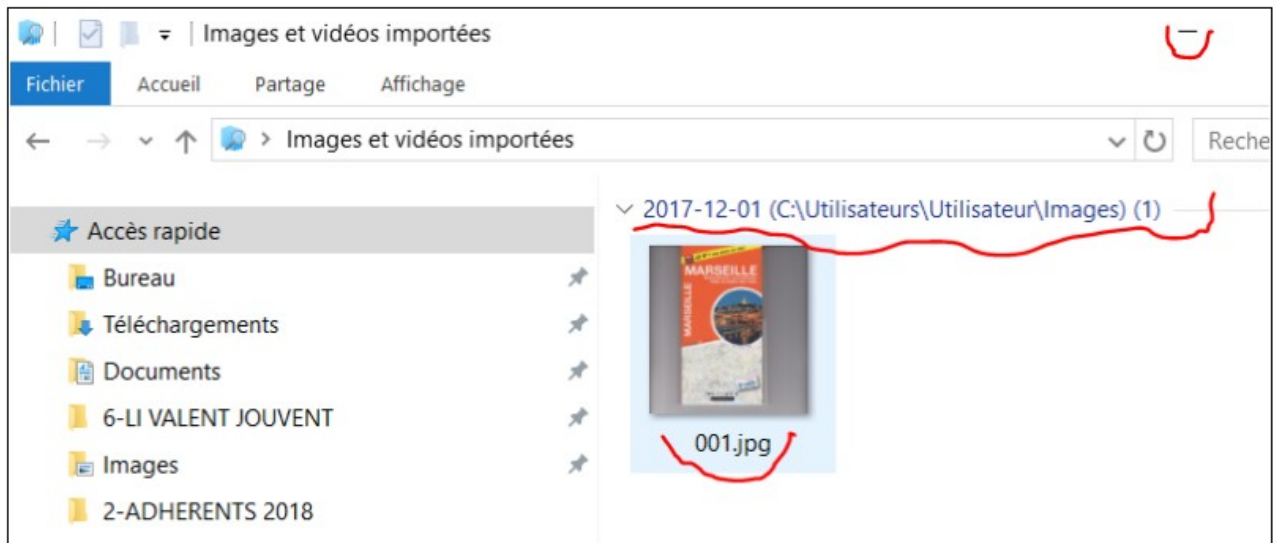 Images et vidéos importées
Fichier Accueil Partage Affichage
Images et vidéos importées Reche
Accès rapide
Bureau
Téléchargements
Documents
6-LI VALENT JOUVENT
Images
2-ADHERENTS 2018
2017-12-01 (C:\Utilisateurs\Utilisateur\Images) (1)
MARSEILLE
MARSEILLE
001.jpg